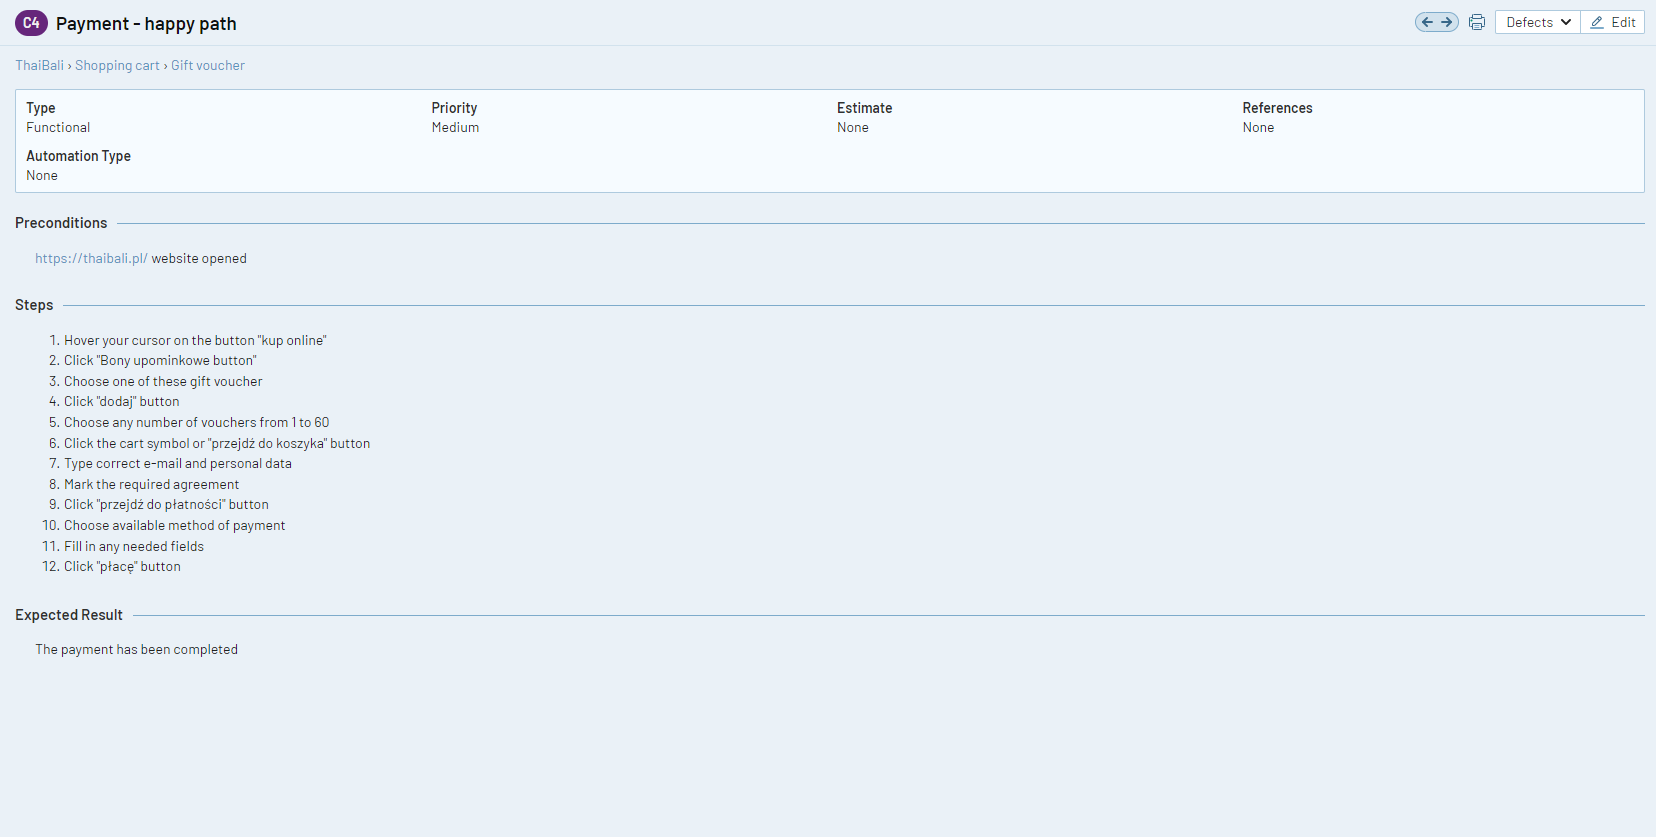 C4 Payment - happy path
Defects Edit
ThaiBali › Shopping cart › Gift voucher
Type Priority Estimate References
Functional Medium None None
Automation Type
None
Preconditions
https://thaibali.pl/ website opened
Steps
1. Hover your cursor on the button "kup online"
2. Click "Bony upominkowe button"
3. Choose one of these gift voucher
4. Click "dodaj" button
5. Choose any number of vouchers from 1 to 60
6. Click the cart symbol or "przejdź do koszyka" button
7. Type correct e-mail and personal data
8. Mark the required agreement
9. Click "przejdź do płatności" button
10. Choose available method of payment
11. Fill in any needed fields
12. Click "płacę" button
Expected Result
The payment has been completed